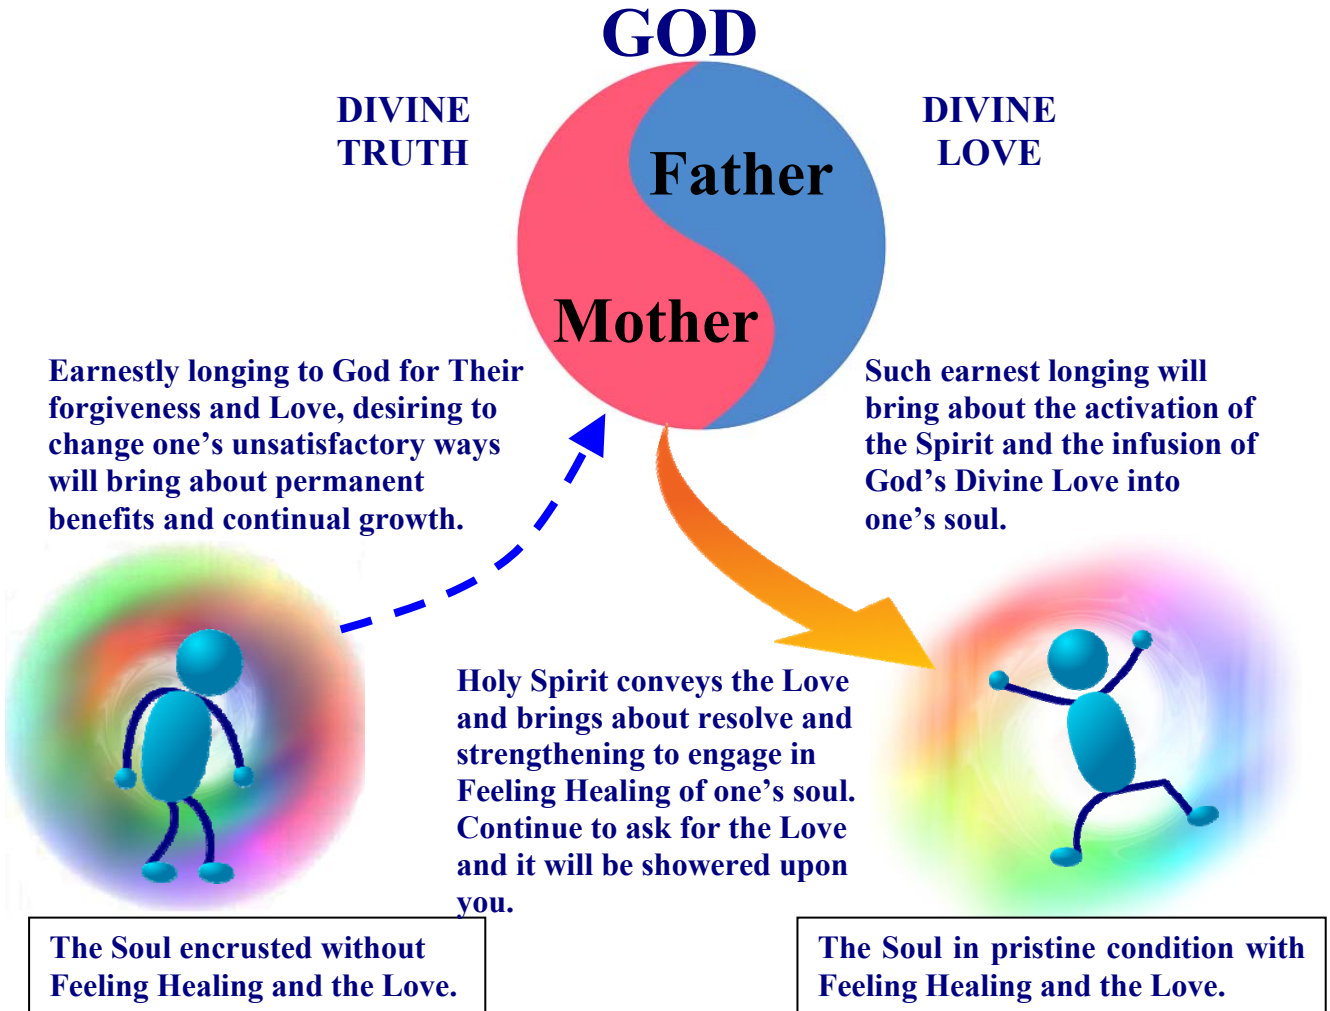 GOD
DIVINE
TRUTH
DIVINE
LOVE
Father
Mother
Earnestly longing to God for Their
forgiveness and Love, desiring to
change one’s unsatisfactory ways
will bring about permanent
benefits and continual growth.
Such earnest longing will
bring about the activation of
the Spirit and the infusion of
God’s Divine Love into
one’s soul.
Holy Spirit conveys the Love
and brings about resolve and
strengthening to engage in
Feeling Healing of one’s soul.
Continue to ask for the Love
and it will be showered upon
you.
The Soul encrusted without
Feeling Healing and the Love.
The Soul in pristine condition with
Feeling Healing and the Love.